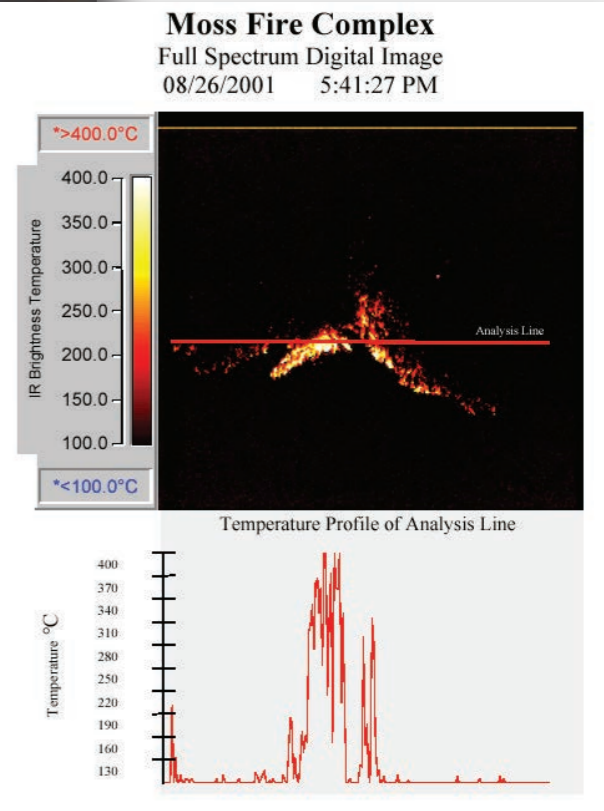 Moss Fire Complex
Full Spectrum Digital Image
08/26/2001 5:41:27 PM
*>400.0°C
400.0
350.0
300.0
250.0
200.0
150.0
100.0
IR Brightness Temperature
*<100.0°C
Analysis Line
Temperature Profile of Analysis Line
400
370
340
310
280
250
220
190
160
130
Temperature °C